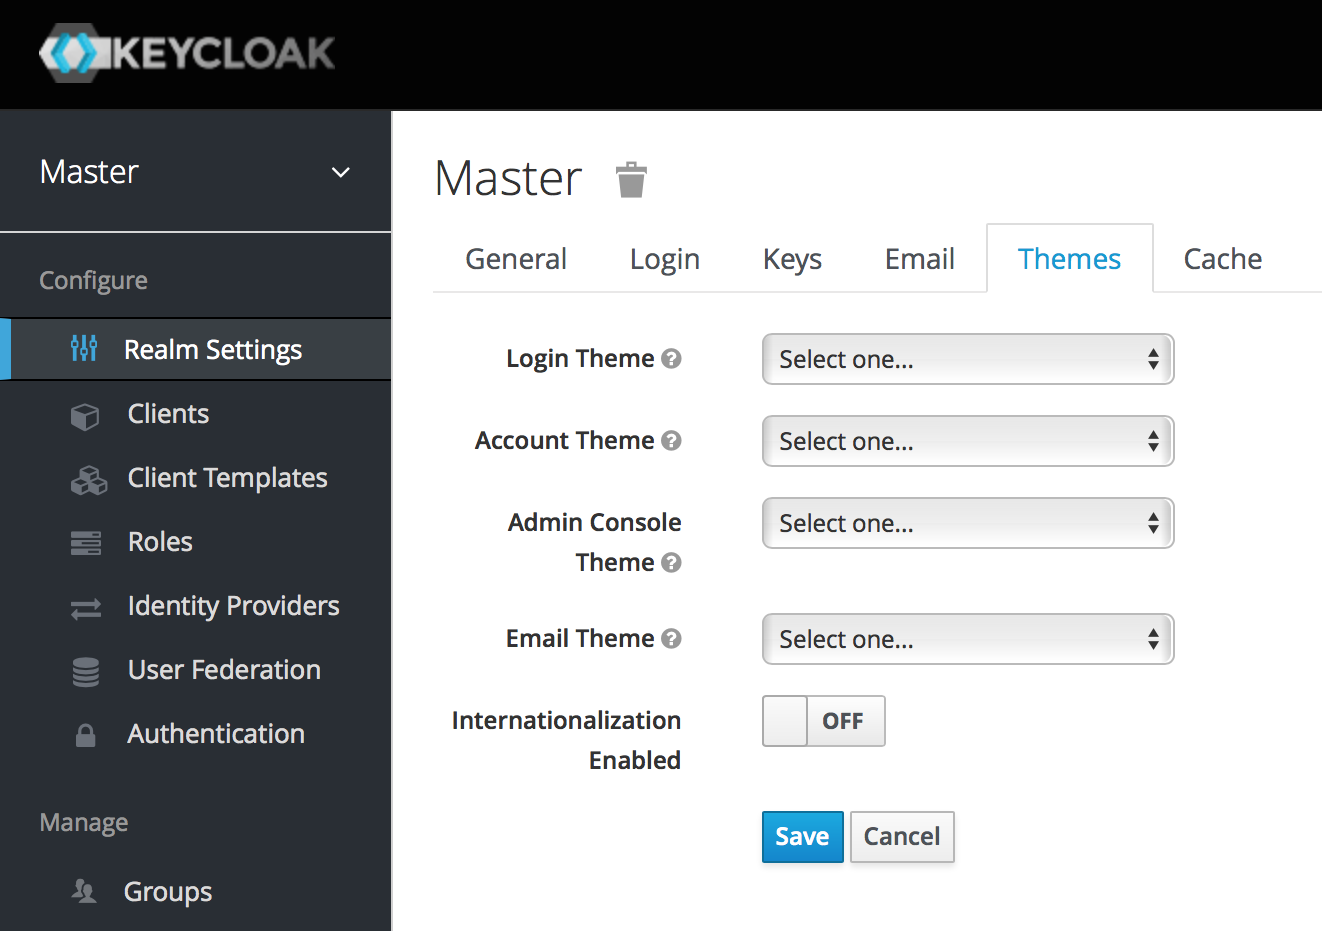 KEYCLOAK
Master
Configure
Realm Settings
Clients
Client Templates
Roles
Identity Providers
User Federation
Authentication
Manage
Groups
Master
General Login Keys Email Themes Cache
Login Theme ? Select one...
Account Theme ? Select one...
Admin Console Select one...
Theme ?
Email Theme ? Select one...
Internationalization OFF
Enabled
Save Cancel